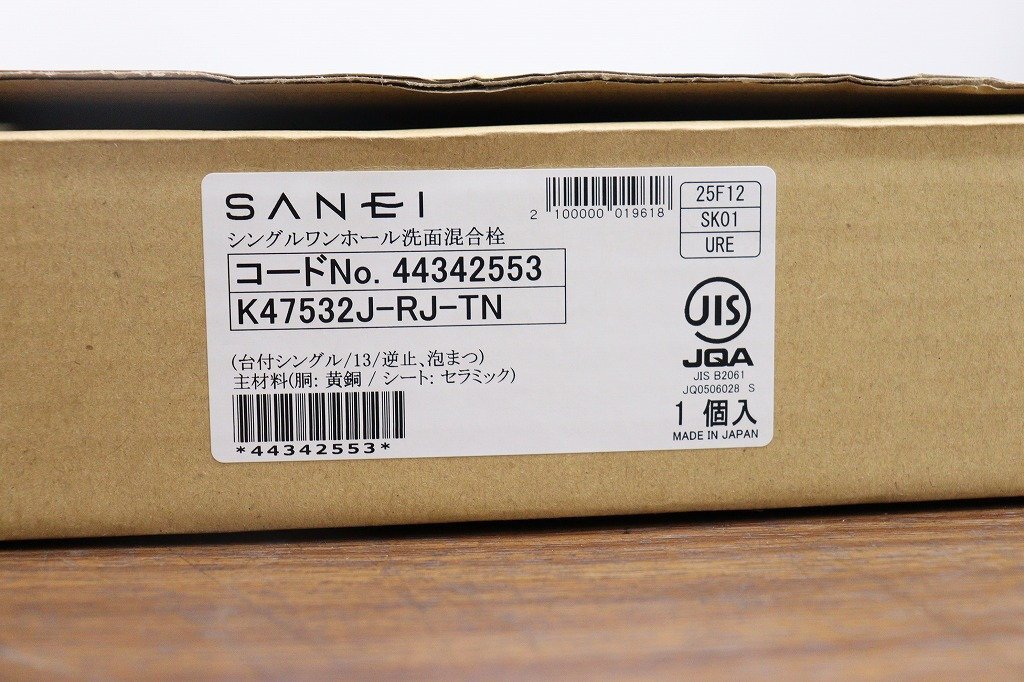 SANEI
シングルワンホール洗面混合栓
コードNo. 44342553
K47532J-RJ-TN
(台付シングル/13/逆止、泡まつ)
主材料(胴: 黄銅 / シート: セラミック)
*44342553*
2 100000 019618
25F12
SK01
URE
JIS
JQA
JIS B2061
JQ0506028 S
1 個入
MADE IN JAPAN